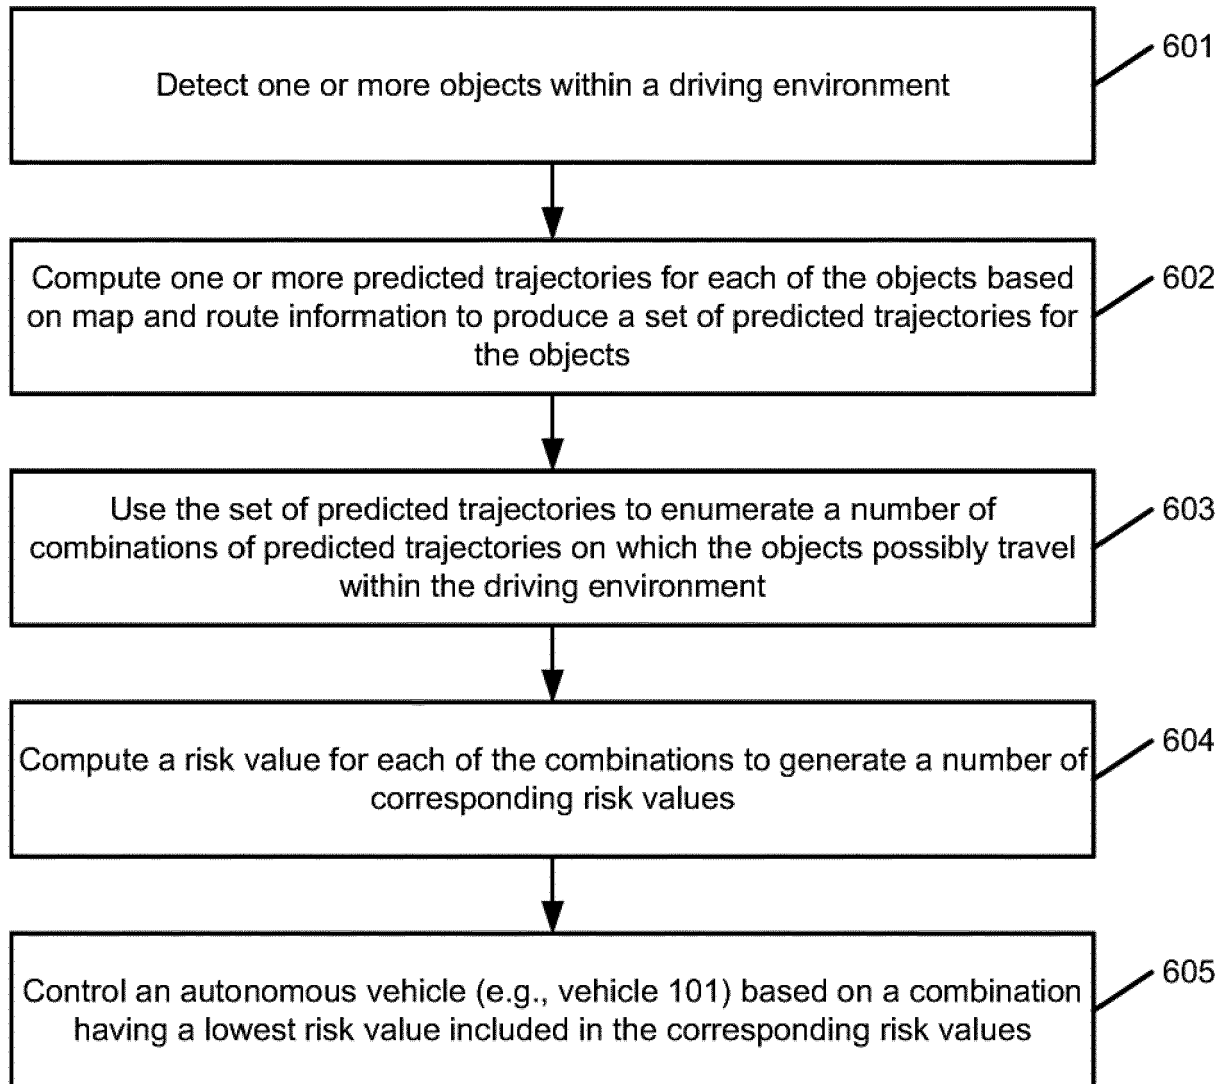 Detect one or more objects within a driving environment
601
Compute one or more predicted trajectories for each of the objects based
on map and route information to produce a set of predicted trajectories for
the objects
602
Use the set of predicted trajectories to enumerate a number of
combinations of predicted trajectories on which the objects possibly travel
within the driving environment
603
Compute a risk value for each of the combinations to generate a number of
corresponding risk values
604
Control an autonomous vehicle (e.g., vehicle 101) based on a combination
having a lowest risk value included in the corresponding risk values
605